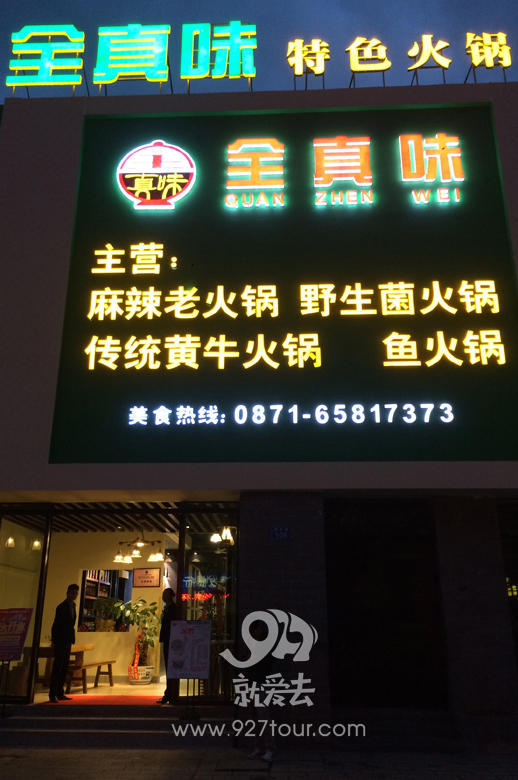 全真味 特色火锅
真味
全真味
QUAN ZHEN WEI
主营：
麻辣老火锅 野生菌火锅
传统黄牛火锅 鱼火锅
美食热线：0871-65817373
927
就爱去
www.927tour.com